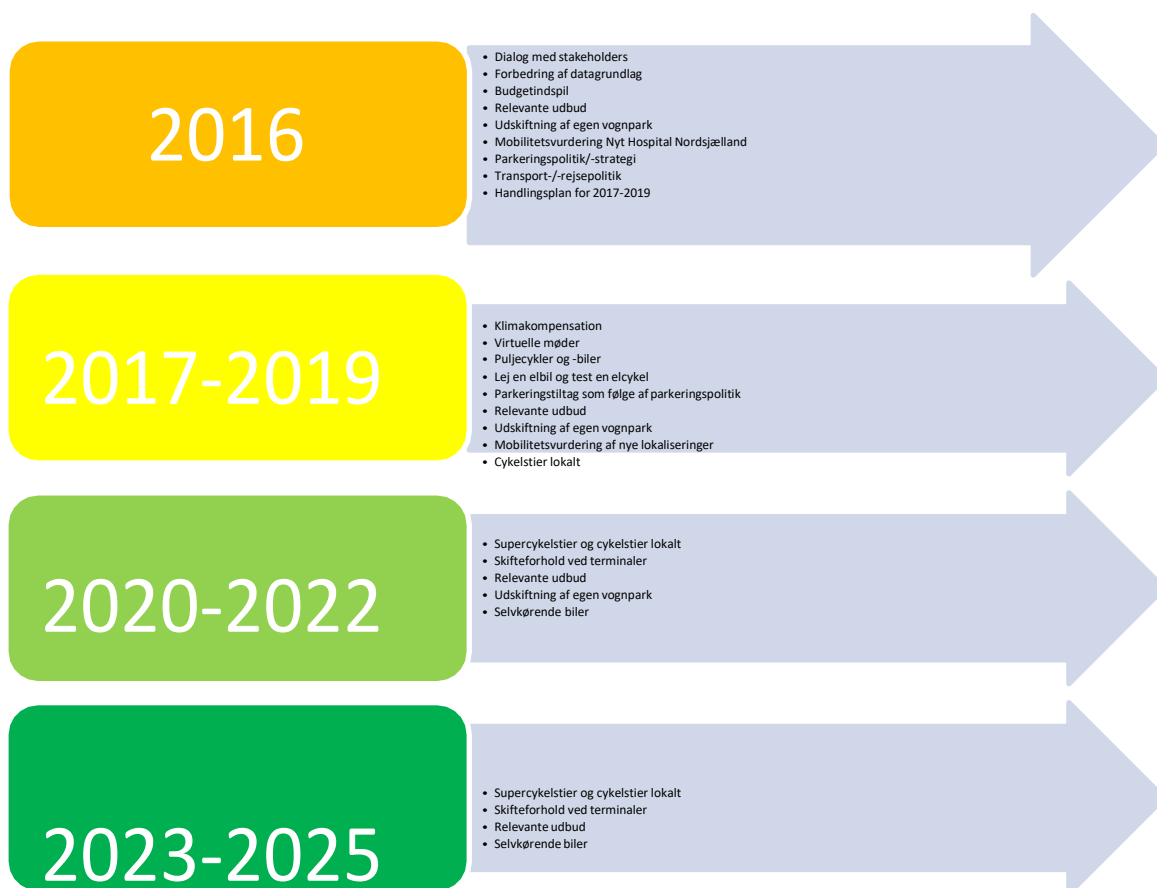 2016
• Dialog med stakeholders
• Forbedring af datagrundlag
• Budgetindspil
• Relevante udbud
• Udskiftning af egen vognpark
• Mobilitetsvurdering Nyt Hospital Nordsjælland
• Parkeringspolitik/-strategi
• Transport-/-rejsepolitik
• Handlingsplan for 2017-2019
2017-2019
• Klimakompensation
• Virtuelle møder
• Puljecykler og -biler
• Lej en elbil og test en elcykel
• Parkeringstiltag som følge af parkeringspolitik
• Relevante udbud
• Udskiftning af egen vognpark
• Mobilitetsvurdering af nye lokaliseringer
• Cykelstier lokalt
2020-2022
• Supercykelstier og cykelstier lokalt
• Skifteforhold ved terminaler
• Relevante udbud
• Udskiftning af egen vognpark
• Selvkørende biler
2023-2025
• Supercykelstier og cykelstier lokalt
• Skifteforhold ved terminaler
• Relevante udbud
• Selvkørende biler